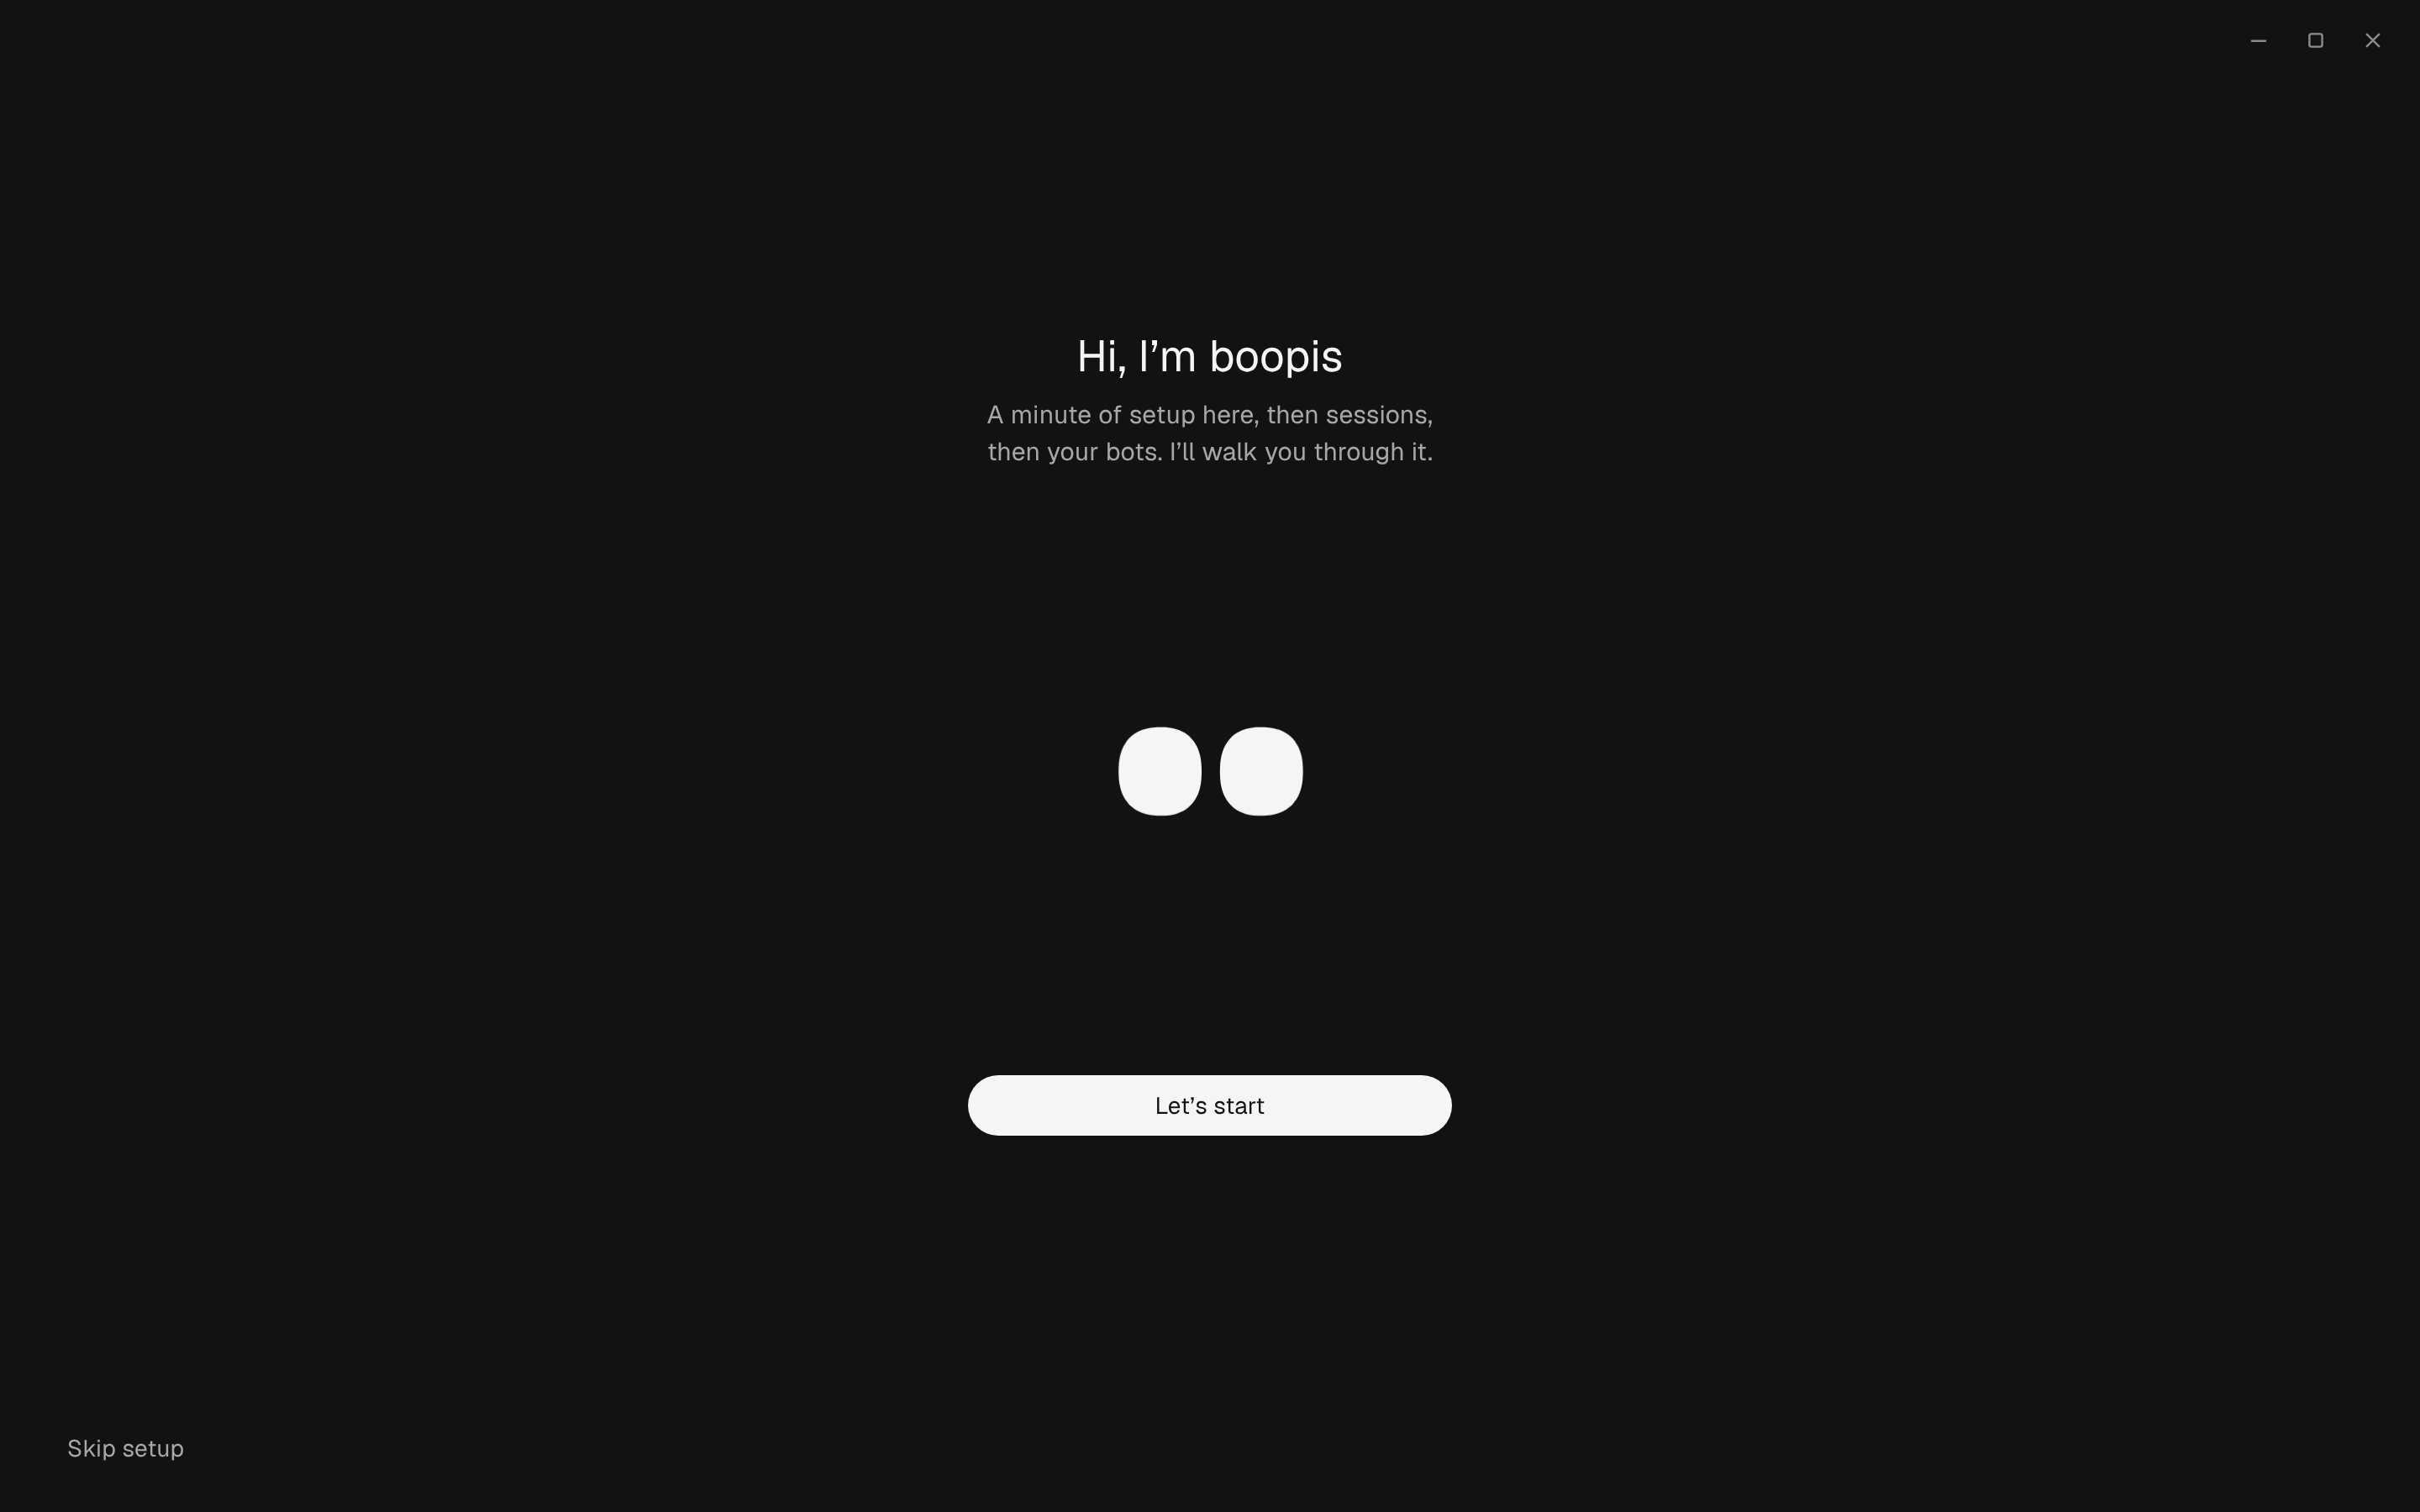 Hi, I’m boopis
A minute of setup here, then sessions,
then your bots. I’ll walk you through it.
Let’s start
Skip setup